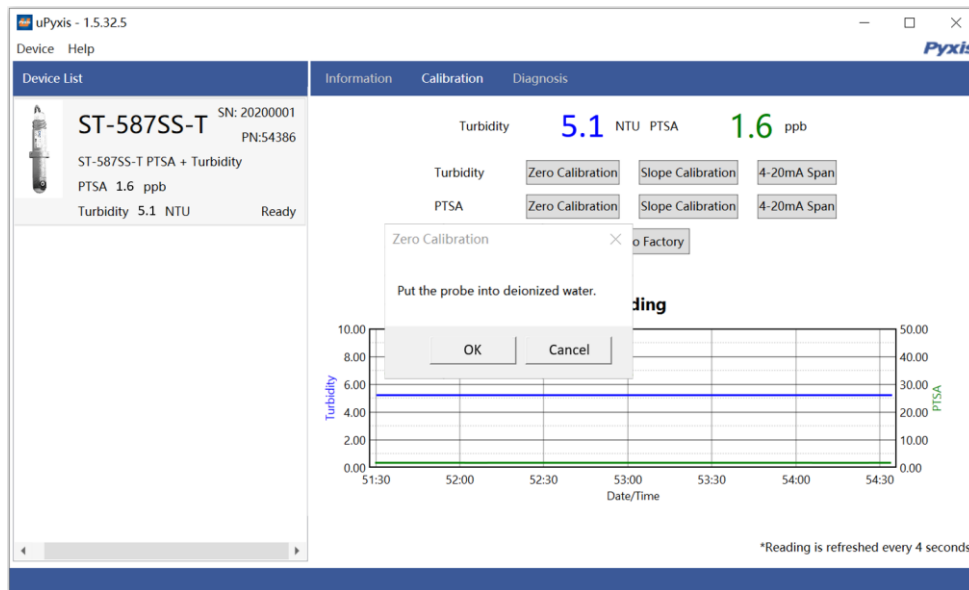 uPyxis - 1.5.32.5
Device Help
Pyxis
Device List
Information Calibration Diagnosis
ST-587SS-T SN: 20200001
PN:54386
ST-587SS-T PTSA + Turbidity
PTSA 1.6 ppb
Turbidity 5.1 NTU Ready
Turbidity 5.1 NTU PTSA 1.6 ppb
Turbidity Zero Calibration Slope Calibration 4-20mA Span
PTSA Zero Calibration Slope Calibration 4-20mA Span
o Factory
Zero Calibration
Put the probe into deionized water.
OK Cancel
ding
10.00 50.00
8.00 40.00
6.00 30.00
4.00 20.00
2.00 10.00
0.00 0.00
Turbidity
PTSA
51:30 52:00 52:30 53:00 53:30 54:00 54:30
Date/Time
*Reading is refreshed every 4 seconds